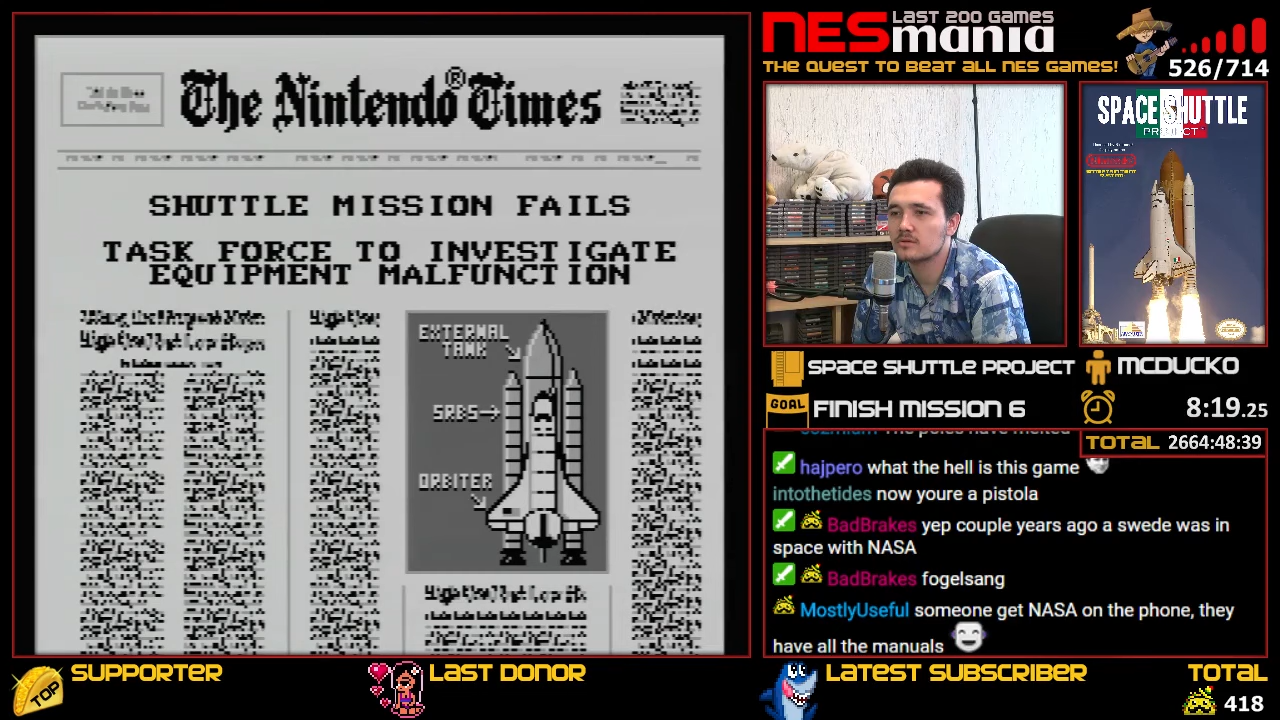 The Nintendo® Times
SHUTTLE MISSION FAILS
TASK FORCE TO INVESTIGATE
EQUIPMENT MALFUNCTION
EXTERNAL
TANK
SRBS→
ORBITER
NES mania
LAST 200 GAMES
THE QUEST TO BEAT ALL NES GAMES!
526/714
SPACE SHUTTLE
PROJECT
SPACE SHUTTLE PROJECT
MCDUCKO
GOAL
FINISH MISSION 6
8:19.25
TOTAL 2664:48:39
hajpero what the hell is this game
intothetides now youre a pistola
BadBrakes yep couple years ago a swede was in
space with NASA
BadBrakes fogelsang
MostlyUseful someone get NASA on the phone, they
have all the manuals
TOP
SUPPORTER
LAST DONOR
LATEST SUBSCRIBER
TOTAL
418